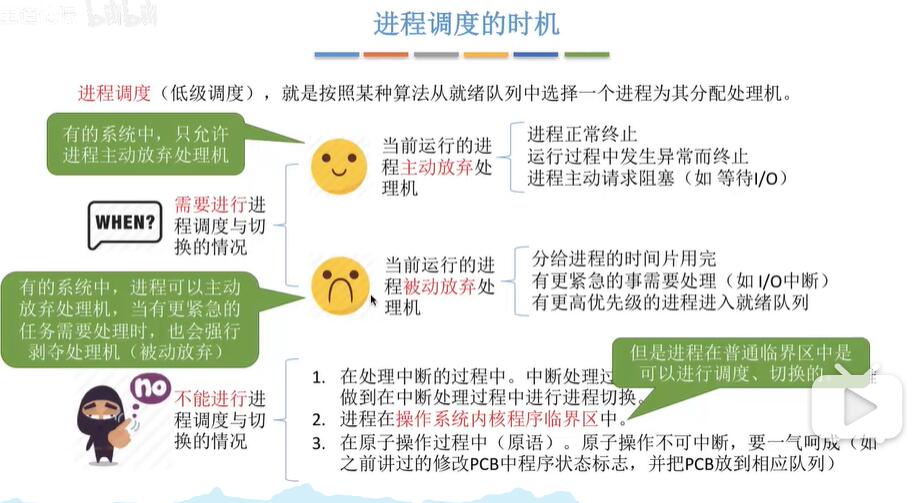 bilibili
进程调度的时机
进程调度（低级调度），就是按照某种算法从就绪队列中选择一个进程为其分配处理机。
有的系统中，只允许
进程主动放弃处理机
当前运行的进
程主动放弃处
理机
进程正常终止
运行过程中发生异常而终止
进程主动请求阻塞（如 等待I/O）
WHEN?
需要进行进
程调度与切
换的情况
有的系统中，进程可以主动
放弃处理机，当有更紧急的
任务需要处理时，也会强行
剥夺处理机（被动放弃）
当前运行的进
程被动放弃处
理机
分给进程的时间片用完
有更紧急的事需要处理（如 I/O中断）
有更高优先级的进程进入就绪队列
但是进程在普通临界区中是
可以进行调度、切换的。
no
不能进行进
程调度与切
换的情况
1. 在处理中断的过程中。中断处理过
做到在中断处理过程中进行进程切换。
2. 进程在操作系统内核程序临界区中。
3. 在原子操作过程中（原语）。原子操作不可中断，要一气呵成（如
之前讲过的修改PCB中进程状态标志，并把PCB放到相应队列）